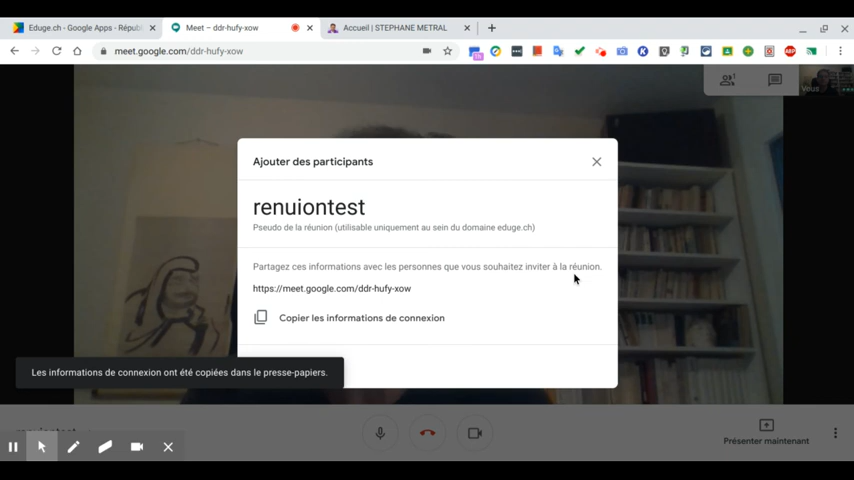 Eduge.ch - Google Apps - Répul
Meet – ddr-hufy-xow
Accueil | STEPHANE METRAL
meet.google.com/ddr-hufy-xow
ABP
1
Vous
Ajouter des participants
renuiontest
Pseudo de la réunion (utilisable uniquement au sein du domaine eduge.ch)
Partagez ces informations avec les personnes que vous souhaitez inviter à la réunion.
https://meet.google.com/ddr-hufy-xow
Copier les informations de connexion
Les informations de connexion ont été copiées dans le presse-papiers.
Présenter maintenant